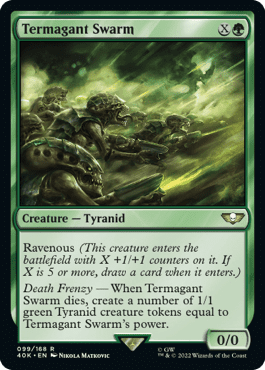 Termagant Swarm X
Creature — Tyranid
Ravenous (This creature enters the
battlefield with X +1/+1 counters on it. If
X is 5 or more, draw a card when it enters.)
Death Frenzy — When Termagant
Swarm dies, create a number of 1/1
green Tyranid creature tokens equal to
Termagant Swarm's power.
0/0
099/168 R
40K • EN NIKOLA MATKOVIC
© GW
™ & © 2022 Wizards of the Coast